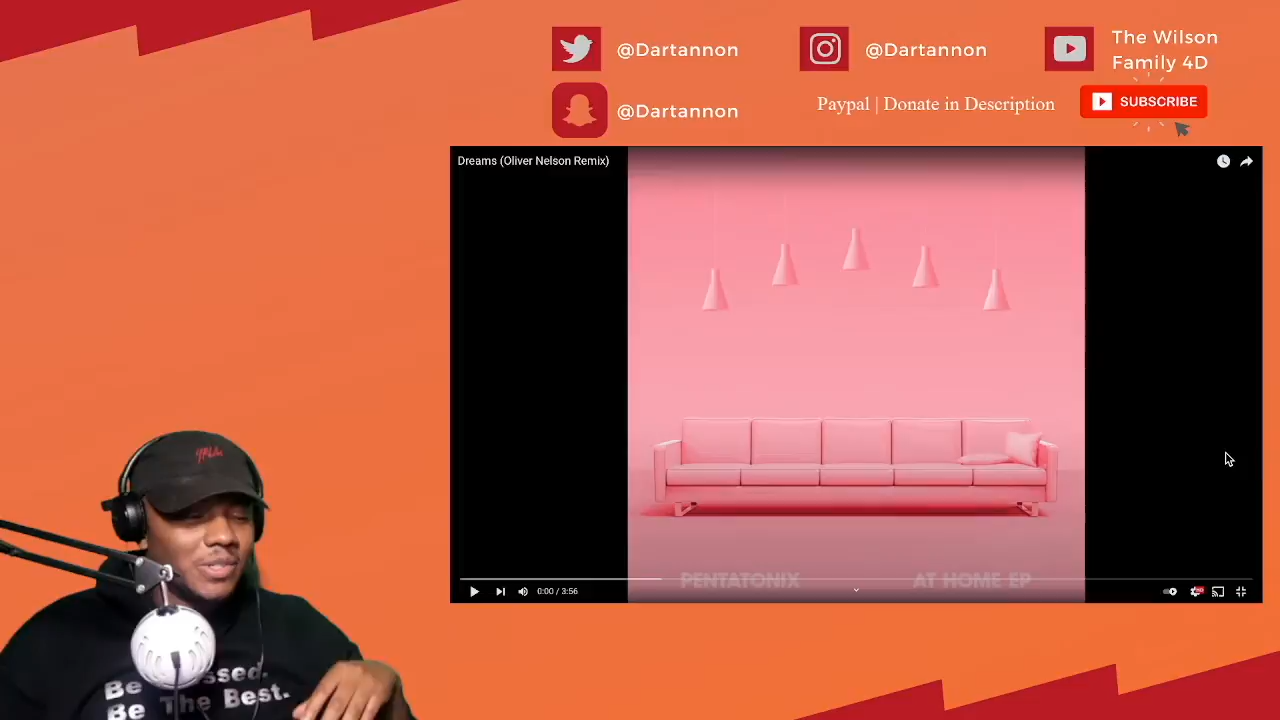 @Dartannon
@Dartannon
The Wilson
Family 4D
@Dartannon
Paypal | Donate in Description
SUBSCRIBE
Dreams (Oliver Nelson Remix)
PENTATONIX
AT HOME EP
0:00 / 3:56
Be The Best.